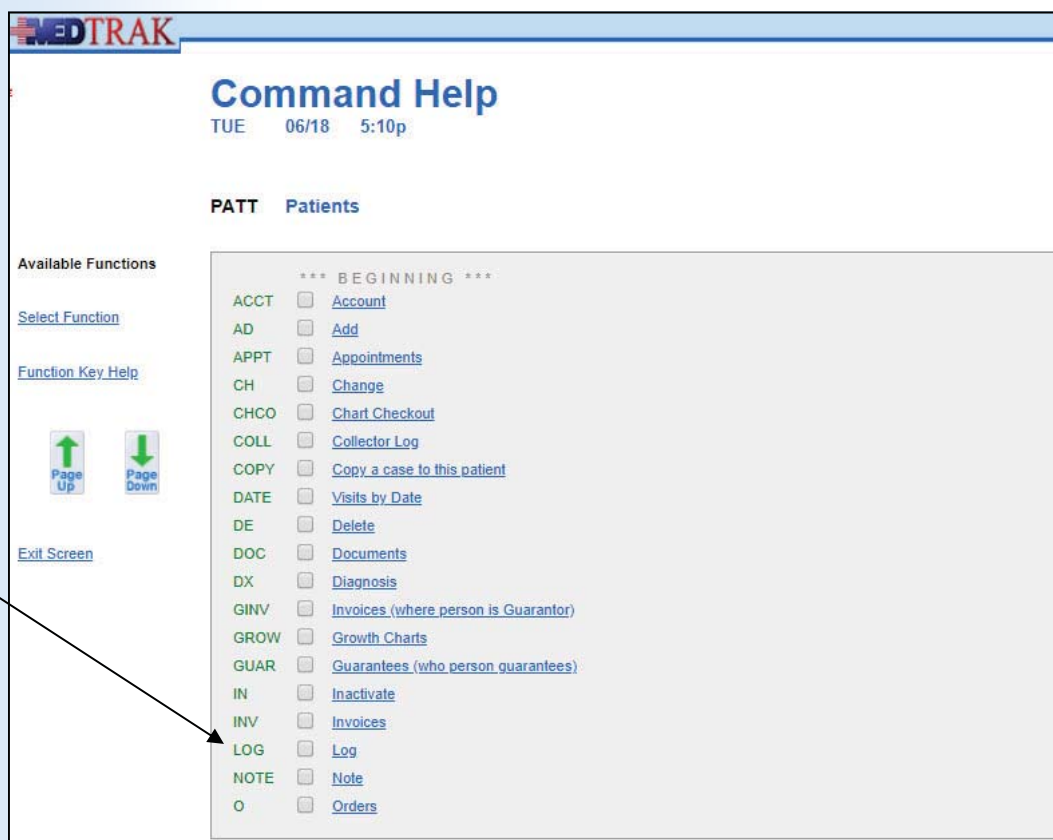 MEDTRAK
Command Help
TUE 06/18 5:10p
PATT Patients
Available Functions
Select Function
Function Key Help
Page Up
Page Down
Exit Screen
*** BEGINNING ***
ACCT Account
AD Add
APPT Appointments
CH Change
CHCO Chart Checkout
COLL Collector Log
COPY Copy a case to this patient
DATE Visits by Date
DE Delete
DOC Documents
DX Diagnosis
GINV Invoices (where person is Guarantor)
GROW Growth Charts
GUAR Guarantees (who person guarantees)
IN Inactivate
INV Invoices
LOG Log
NOTE Note
O Orders